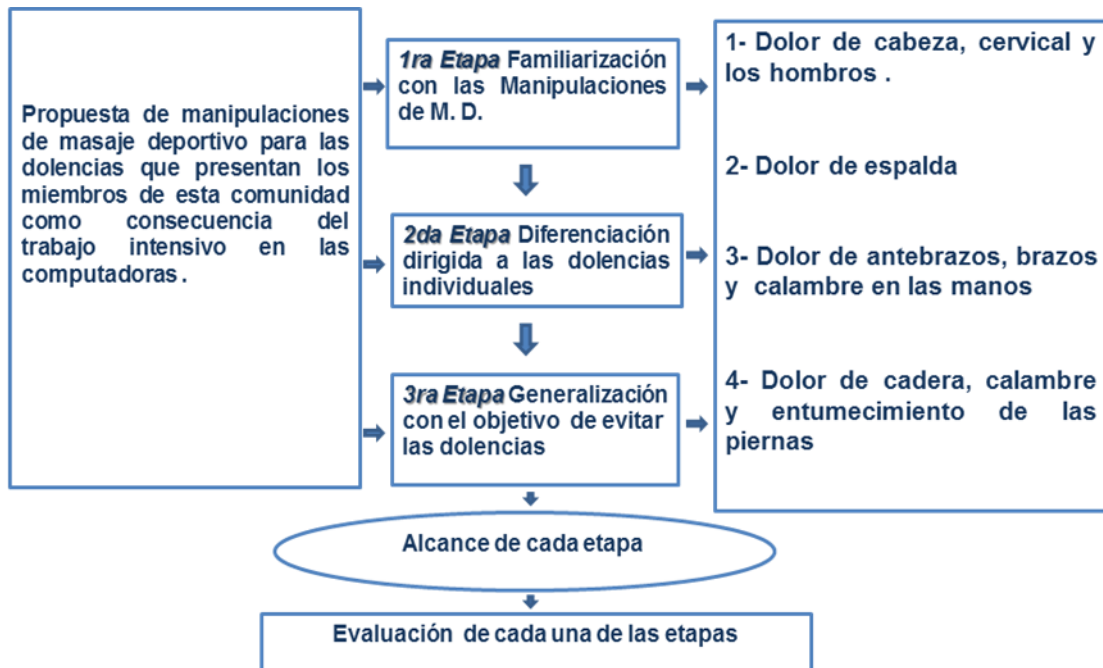 Propuesta de manipulaciones
de masaje deportivo para las
dolencias que presentan los
miembros de esta comunidad
como consecuencia del
trabajo intensivo en las
computadoras .
1ra Etapa Familiarización
con las Manipulaciones
de M. D.
2da Etapa Diferenciación
dirigida a las dolencias
individuales
3ra Etapa Generalización
con el objetivo de evitar
las dolencias
1- Dolor de cabeza, cervical y
los hombros .
2- Dolor de espalda
3- Dolor de antebrazos, brazos
y calambre en las manos
4- Dolor de cadera, calambre
y entumecimiento de las
piernas
Alcance de cada etapa
Evaluación de cada una de las etapas